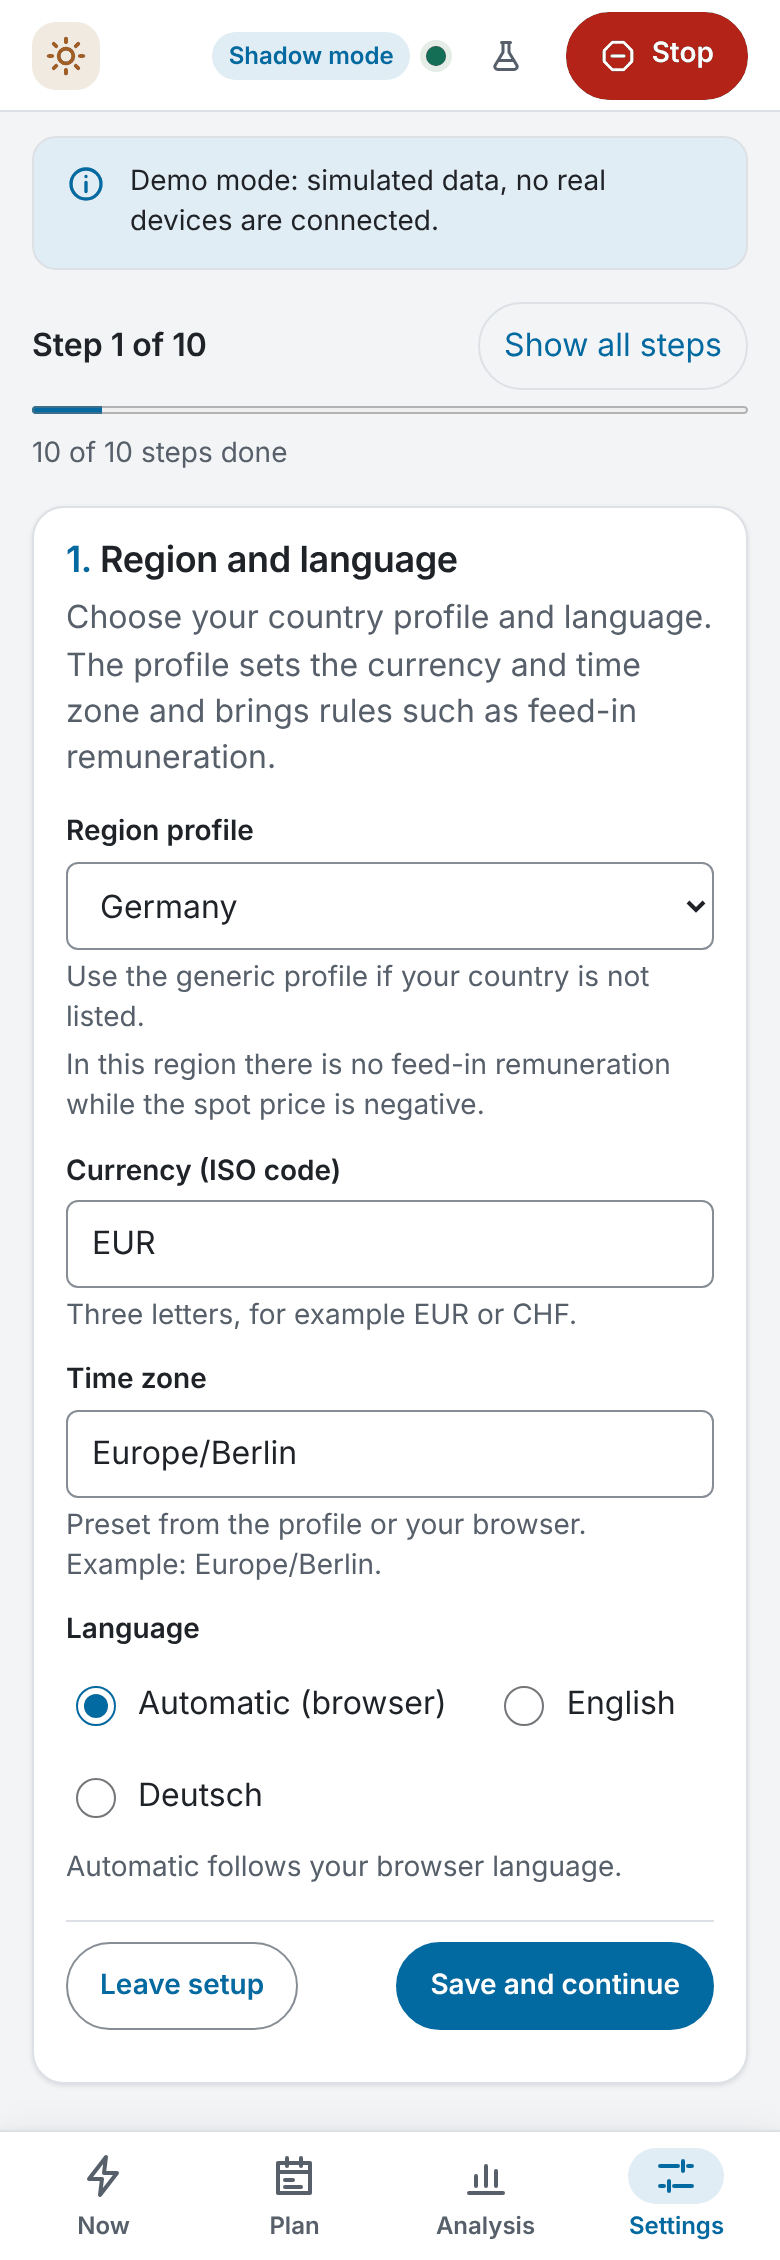 Shadow mode
Stop
Demo mode: simulated data, no real
devices are connected.
Step 1 of 10
Show all steps
10 of 10 steps done
1. Region and language
Choose your country profile and language.
The profile sets the currency and time
zone and brings rules such as feed-in
remuneration.
Region profile
Germany
Use the generic profile if your country is not
listed.
In this region there is no feed-in remuneration
while the spot price is negative.
Currency (ISO code)
EUR
Three letters, for example EUR or CHF.
Time zone
Europe/Berlin
Preset from the profile or your browser.
Example: Europe/Berlin.
Language
Automatic (browser)
English
Deutsch
Automatic follows your browser language.
Leave setup
Save and continue
Now
Plan
Analysis
Settings